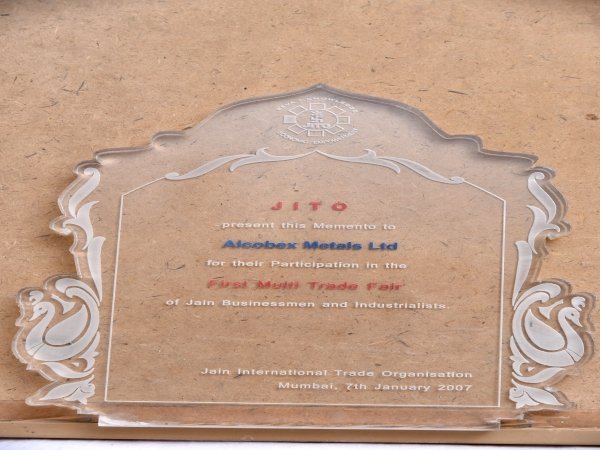 JITO
JITO
present this Memento to
Alcobex Metals Ltd
for their Participation in the
First Multi Trade Fair
of Jain Businessmen and Industrialists.
Jain International Trade Organisation
Mumbai, 7th January 2007